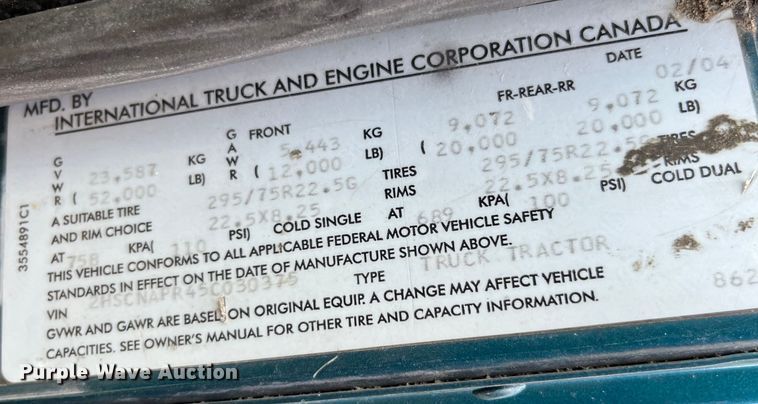 MFD. BY INTERNATIONAL TRUCK AND ENGINE CORPORATION CANADA
DATE 02/04
GVWR 23,587 KG GAWR FRONT 5,443 KG FR-REAR-RR 9,072 9,072 KG
( 52,000 LB) ( 12,000 LB) ( 20,000 20,000 LB)
A SUITABLE TIRE 295/75R22.5G TIRES 295/75R22.5G TIRES
AND RIM CHOICE 22.5X8.25 RIMS 22.5X8.25 RIMS
AT 758 KPA( 110 PSI) COLD SINGLE AT 689 KPA( 100 PSI) COLD DUAL
THIS VEHICLE CONFORMS TO ALL APPLICABLE FEDERAL MOTOR VEHICLE SAFETY
STANDARDS IN EFFECT ON THE DATE OF MANUFACTURE SHOWN ABOVE.
VIN 2HSCNAPR45C030375 TYPE TRUCK TRACTOR
GVWR AND GAWR ARE BASED ON ORIGINAL EQUIP. A CHANGE MAY AFFECT VEHICLE
CAPACITIES. SEE OWNER'S MANUAL FOR OTHER TIRE AND CAPACITY INFORMATION.
862
3554891C1
Purple Wave Auction